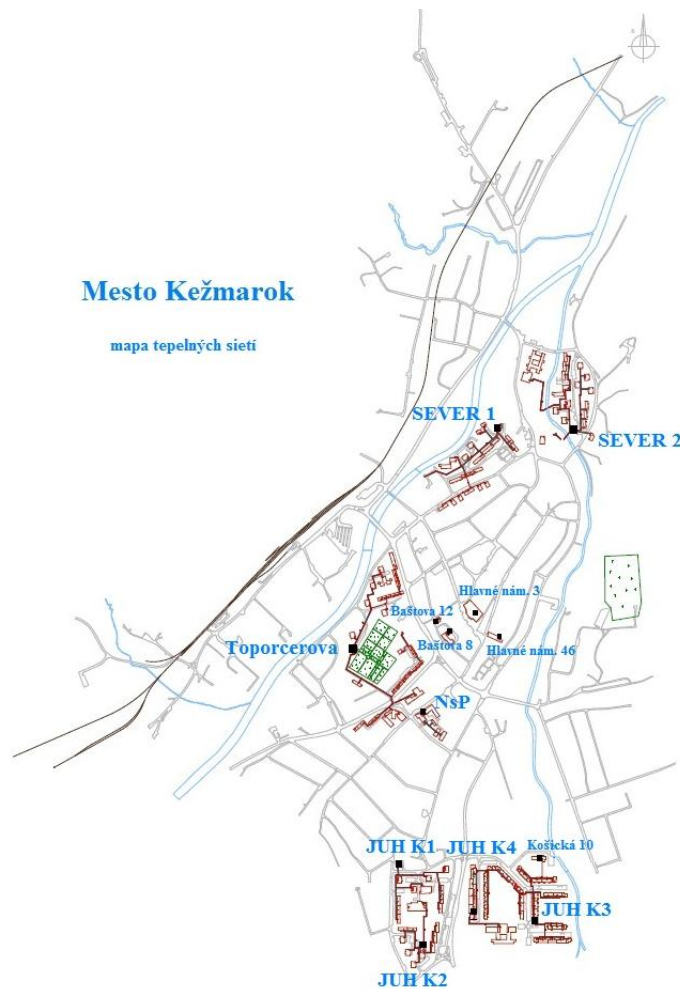 Mesto Kežmarok
mapa tepelných sietí
SEVER 1
SEVER 2
Hlavné nám. 3
Baštova 12
Baštova 8
Hlavné nám. 46
Toporcerova
NsP
JUH K1
JUH K4
Košická 10
JUH K3
JUH K2